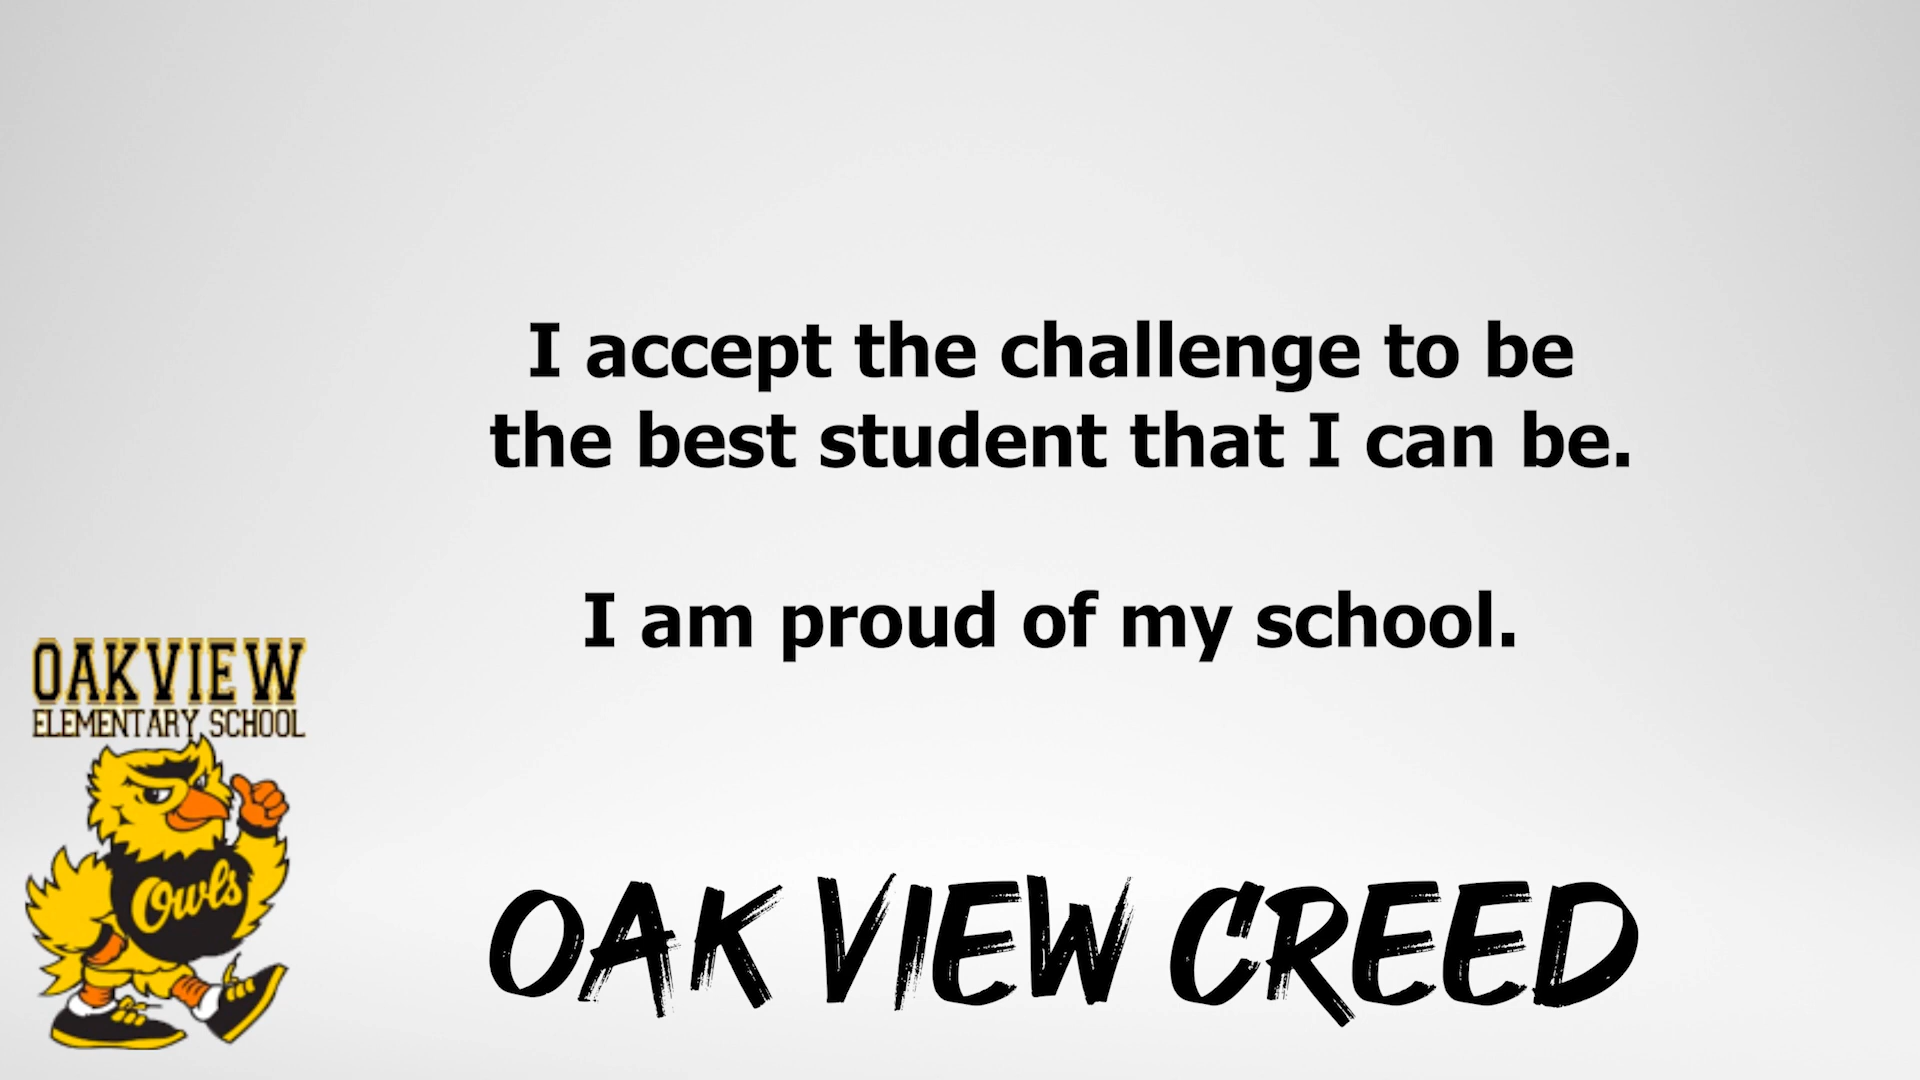 I accept the challenge to be
the best student that I can be.
I am proud of my school.
OAKVIEW
ELEMENTARY SCHOOL
Owls
OAK VIEW CREED